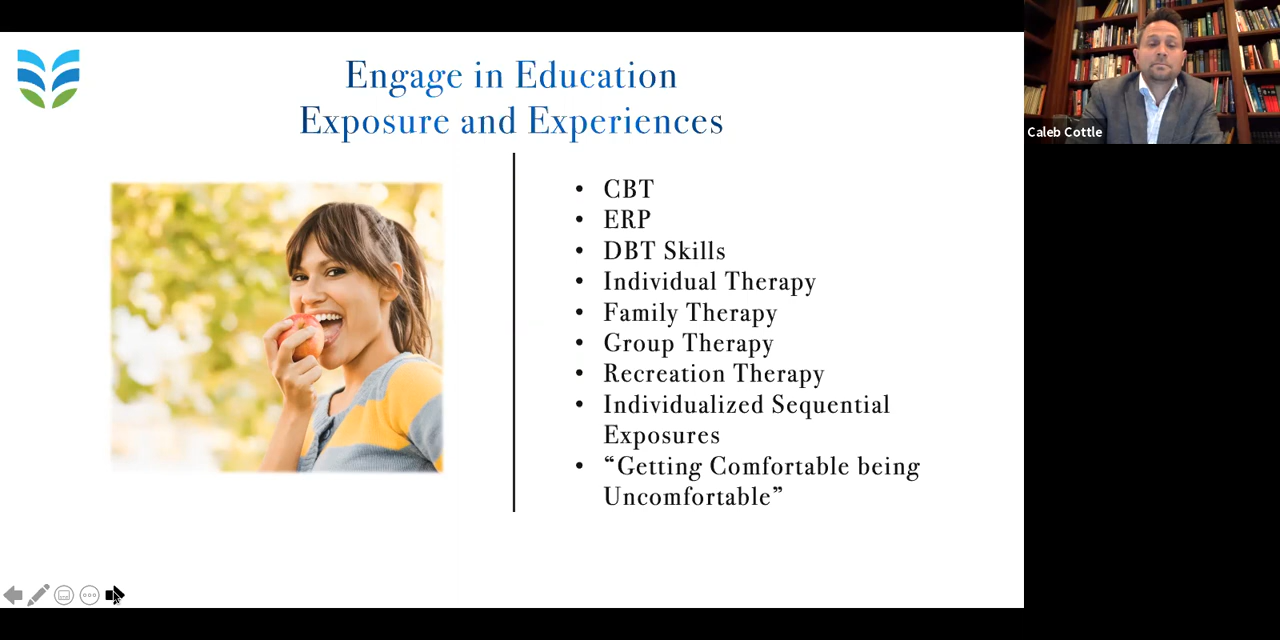 Engage in Education
Exposure and Experiences
• CBT
• ERP
• DBT Skills
• Individual Therapy
• Family Therapy
• Group Therapy
• Recreation Therapy
• Individualized Sequential
Exposures
• “Getting Comfortable being
Uncomfortable”
Caleb Cottle